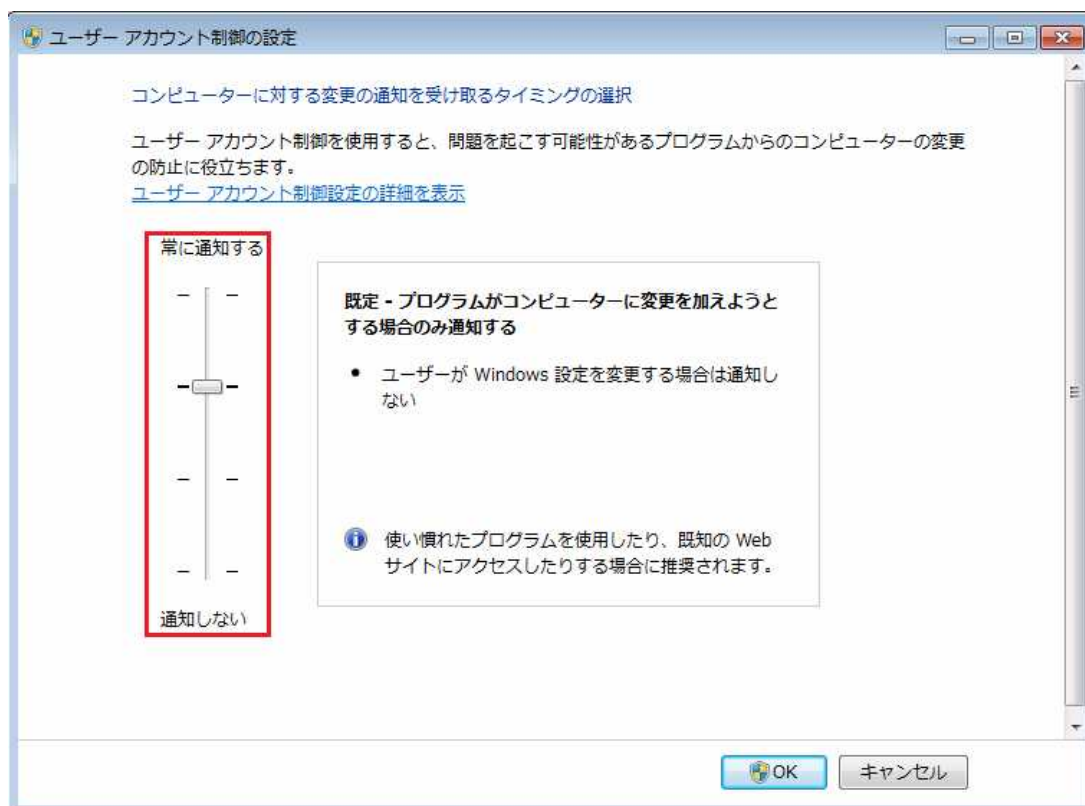 ユーザー アカウント制御の設定
コンピューターに対する変更の通知を受け取るタイミングの選択
ユーザー アカウント制御を使用すると、問題を起こす可能性があるプログラムからのコンピューターの変更
の防止に役立ちます。
ユーザー アカウント制御設定の詳細を表示
常に通知する
既定 - プログラムがコンピューターに変更を加えようと
する場合のみ通知する
• ユーザーが Windows 設定を変更する場合は通知し
ない
使い慣れたプログラムを使用したり、既知の Web
サイトにアクセスしたりする場合に推奨されます。
通知しない
OK
キャンセル